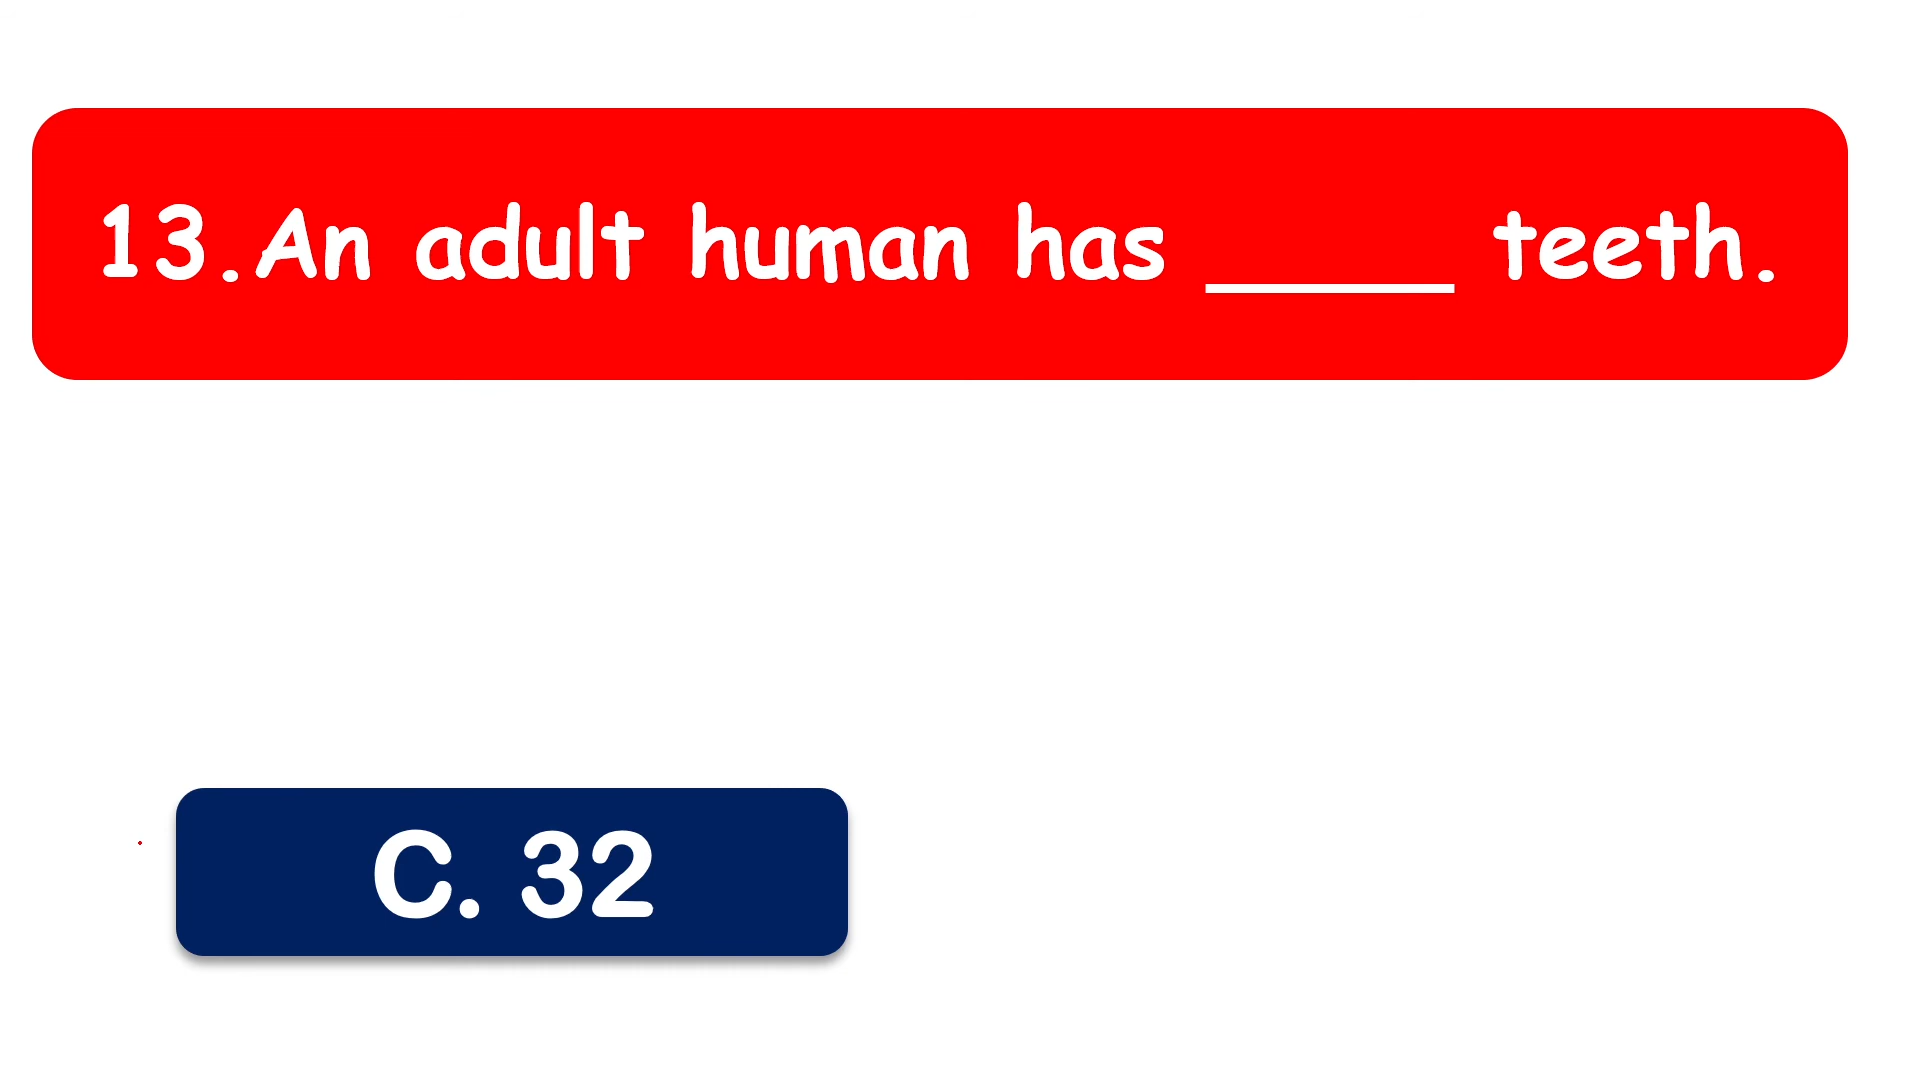 13.An adult human has _____ teeth.
C. 32